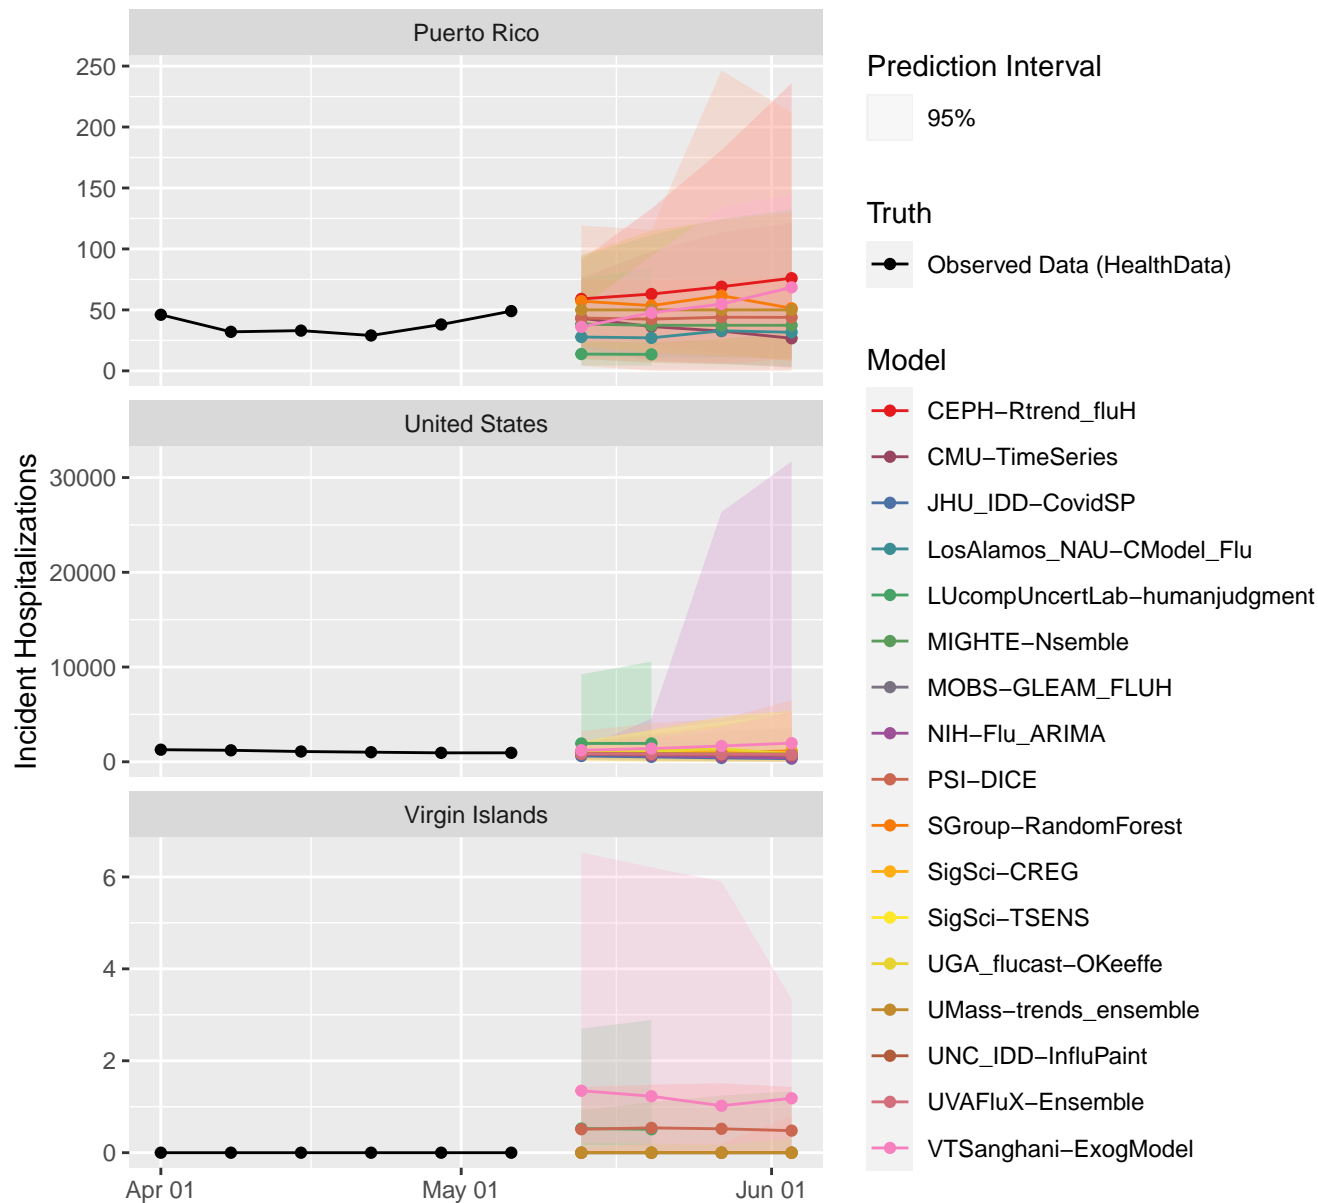 Puerto Rico
250
200
150
100
50
0
United States
30000
20000
10000
0
Virgin Islands
6
4
2
0
Apr 01
May 01
Jun 01
Incident Hospitalizations
Prediction Interval
95%
Truth
Observed Data (HealthData)
Model
CEPH−Rtrend_fluH
CMU−TimeSeries
JHU_IDD−CovidSP
LosAlamos_NAU−CModel_Flu
LUcompUncertLab−humanjudgment
MIGHTE−Nsemble
MOBS−GLEAM_FLUH
NIH−Flu_ARIMA
PSI−DICE
SGroup−RandomForest
SigSci−CREG
SigSci−TSENS
UGA_flucast−OKeeffe
UMass−trends_ensemble
UNC_IDD−InfluPaint
UVAFluX−Ensemble
VTSanghani−ExogModel